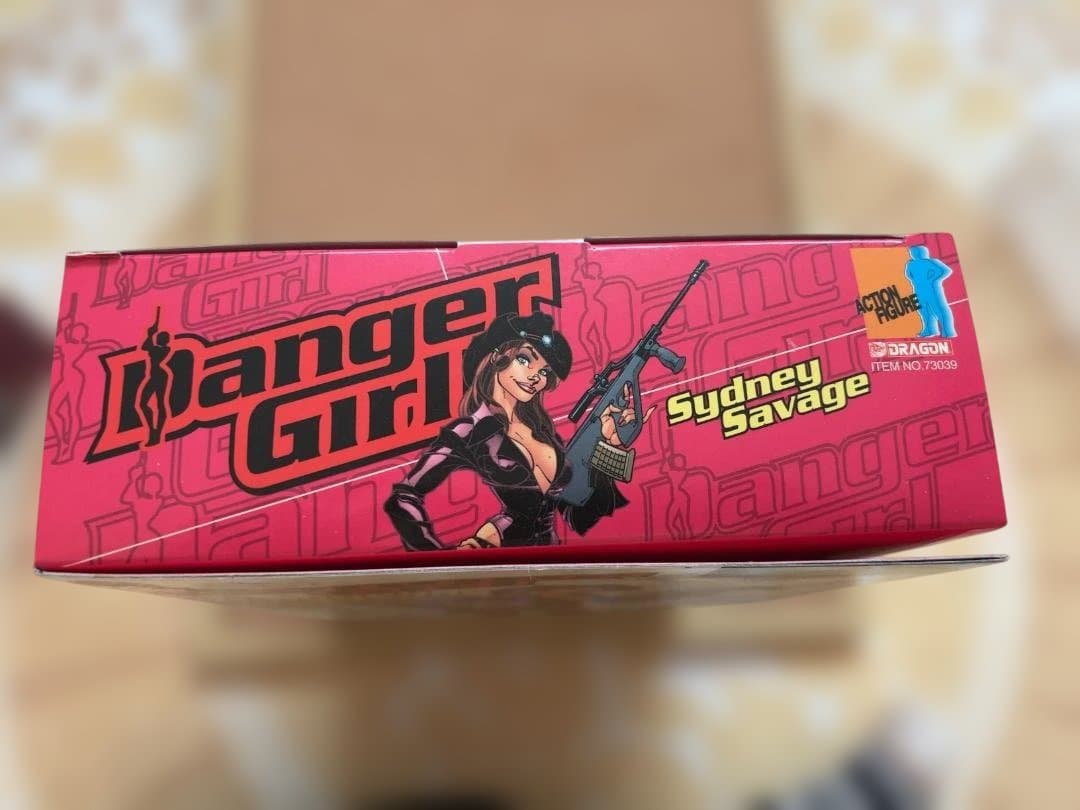 Danger
Girl
Sydney
Savage
ACTION
FIGURE
DRAGON
ITEM NO.73039